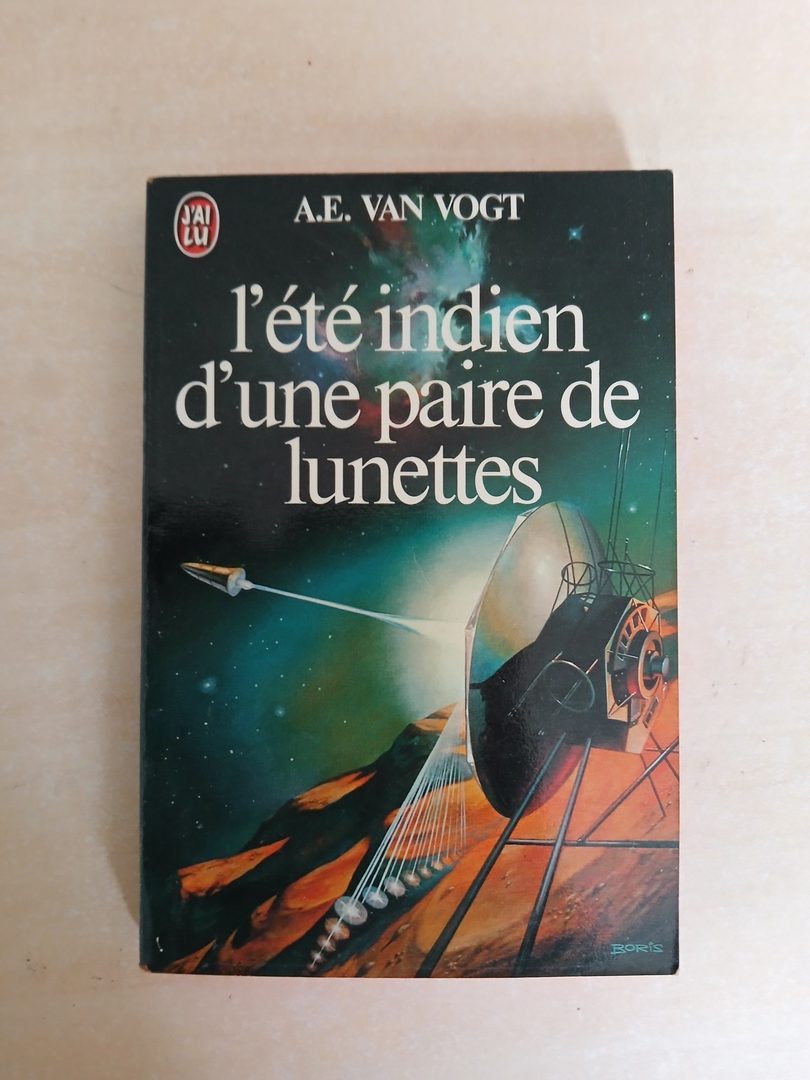 J'AI
LU
A.E. VAN VOGT
l'été indien
d'une paire de
lunettes
BORIS